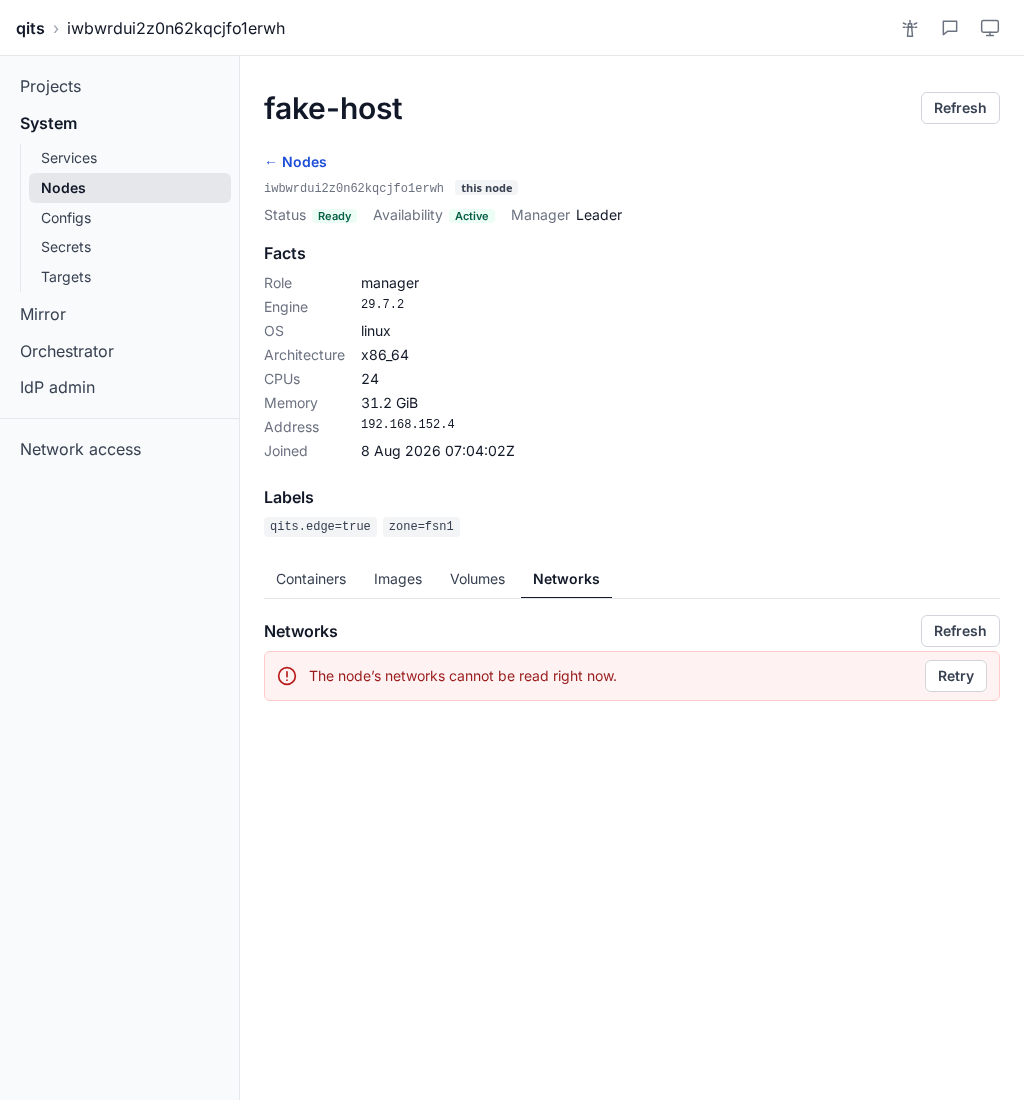 qits › iwbwrdui2z0n62kqcjfo1erwh
Projects
System
Services
Nodes
Configs
Secrets
Targets
Mirror
Orchestrator
IdP admin
Network access
fake-host
Refresh
← Nodes
iwbwrdui2z0n62kqcjfo1erwh this node
Status Ready Availability Active Manager Leader
Facts
Role manager
Engine 29.7.2
OS linux
Architecture x86_64
CPUs 24
Memory 31.2 GiB
Address 192.168.152.4
Joined 8 Aug 2026 07:04:02Z
Labels
qits.edge=true zone=fsn1
Containers Images Volumes Networks
Networks Refresh
The node’s networks cannot be read right now. Retry